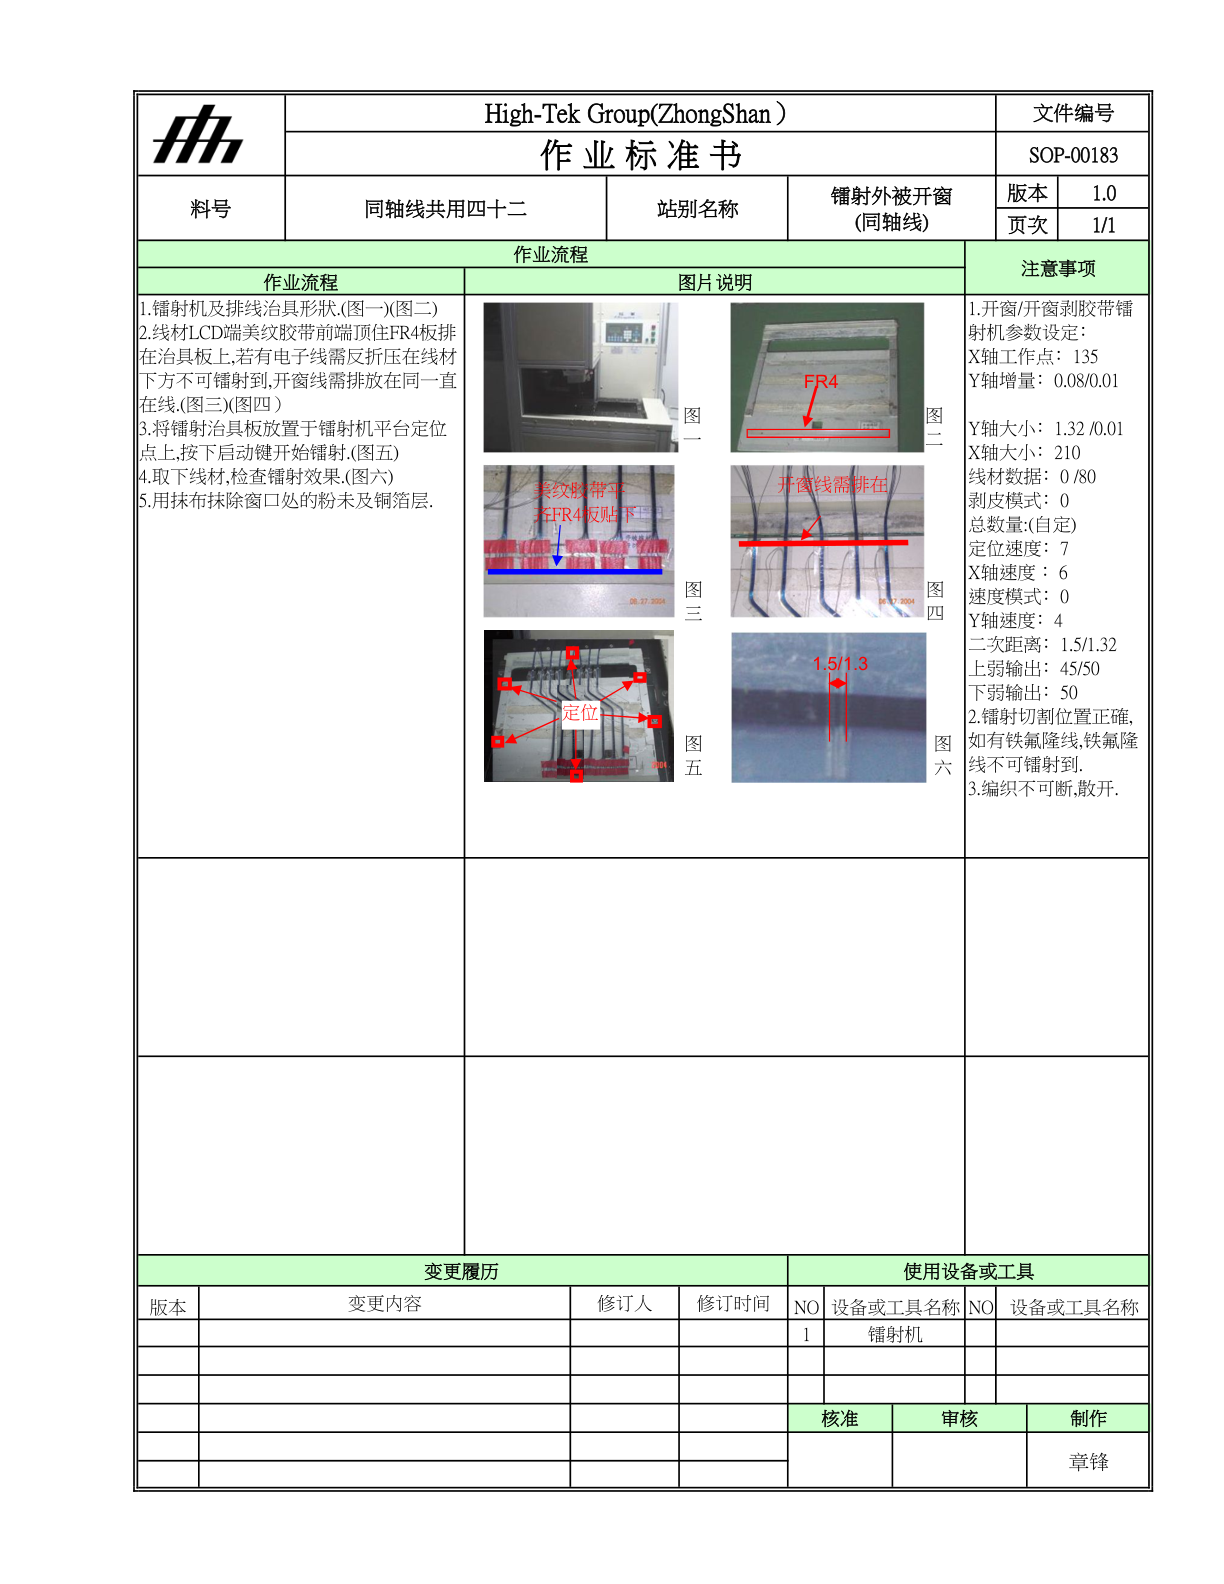 High-Tek Group(ZhongShan）
文件编号
作 业 标 准 书
SOP-00183
料号
同轴线共用四十二
站别名称
镭射外被开窗
(同轴线)
版本
1.0
页次
1/1
作业流程
注意事项
作业流程
图片说明
1.镭射机及排线治具形狀.(图一)(图二)
2.线材LCD端美纹胶带前端顶住FR4板排
在治具板上,若有电子线需反折压在线材
下方不可镭射到,开窗线需排放在同一直
在线.(图三)(图四）
3.将镭射治具板放置于镭射机平台定位
点上,按下启动键开始镭射.(图五)
4.取下线材,检查镭射效果.(图六)
5.用抹布抹除窗口处的粉未及铜箔层.
图
一
FR4
图
二
美纹胶带平
齐FR4板贴下
06.27.2004
图
三
开窗线需排在
06.27.2004
图
四
定位
2004.
图
五
1.5/1.3
图
六
1.开窗/开窗剥胶带镭
射机参数设定：
X轴工作点：135
Y轴增量：0.08/0.01
Y轴大小：1.32 /0.01
X轴大小：210
线材数据：0 /80
剥皮模式：0
总数量:(自定)
定位速度：7
X轴速度 ：6
速度模式：0
Y轴速度：4
二次距离：1.5/1.32
上弱输出：45/50
下弱输出：50
2.镭射切割位置正確,
如有铁氟隆线,铁氟隆
线不可镭射到.
3.编织不可断,散开.
变更履历
使用设备或工具
版本
变更内容
修订人
修订时间
NO
设备或工具名称
NO
设备或工具名称
1
镭射机
核准
审核
制作
章锋